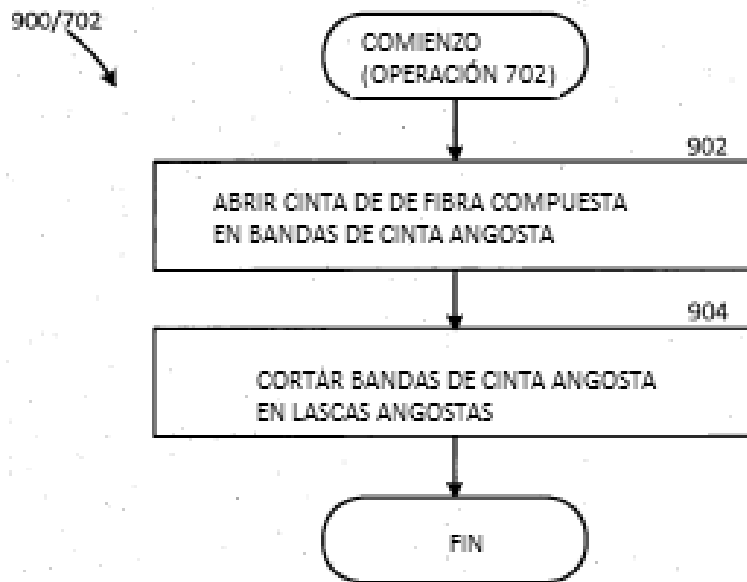 900/702
COMIENZO
(OPERACIÓN 702)
902
ABRIR CINTA DE DE FIBRA COMPUESTA
EN BANDAS DE CINTA ANGOSTA
904
CORTÁR BANDAS DE CINTA ANGOSTA
EN LASCAS ANGOSTAS
FIN